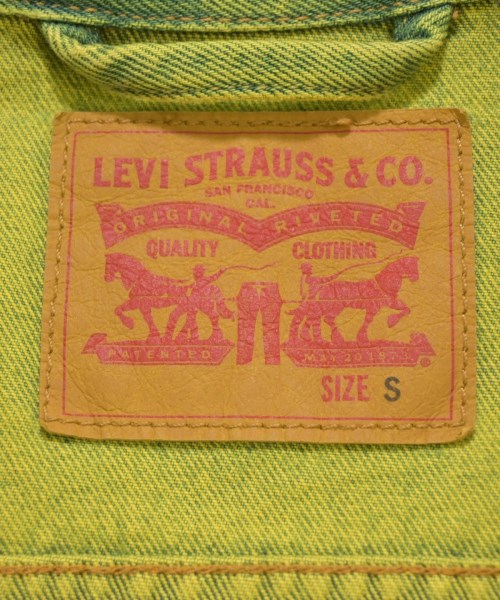 LEVI STRAUSS & CO.
SAN FRANCISCO
CAL.
ORIGINAL RIVETED
QUALITY CLOTHING
PATENTED MAY 20 1873
®
SIZE S